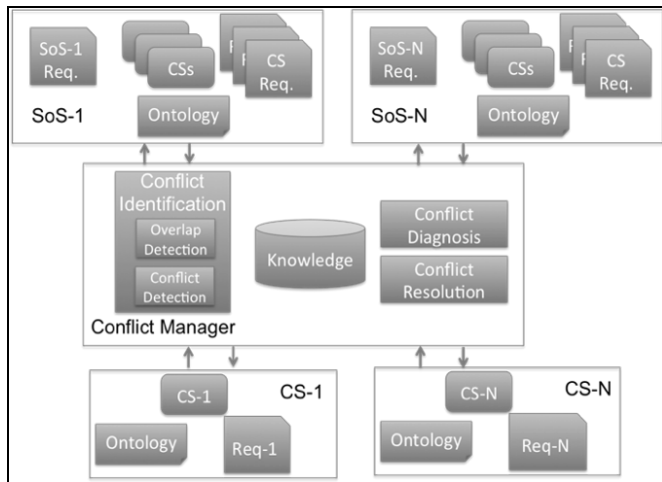 SoS-1
Req.
CSs
CS
Req.
Ontology
SoS-1
SoS-N
Req.
CSs
CS
Req.
Ontology
SoS-N
Conflict
Identification
Overlap
Detection
Conflict
Detection
Conflict Manager
Knowledge
Conflict
Diagnosis
Conflict
Resolution
CS-1
CS-1
Ontology
Req-1
CS-N
CS-N
Ontology
Req-N